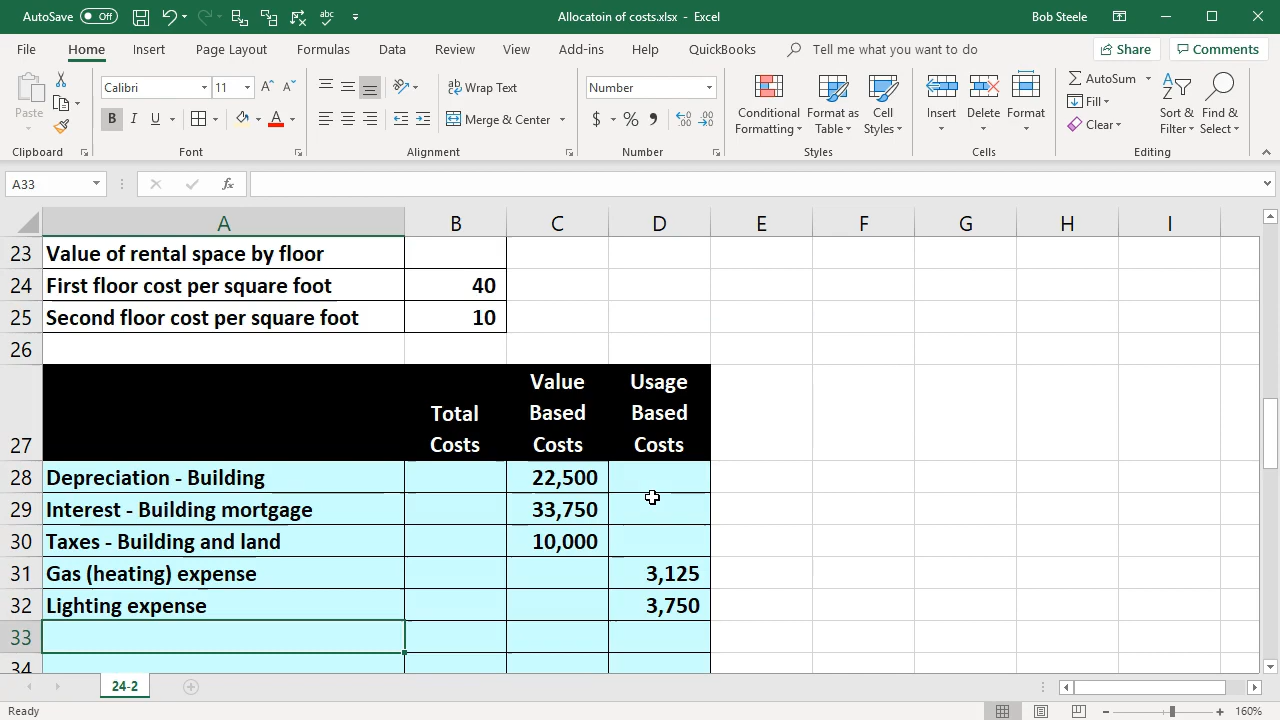 AutoSave Off abc Allocatoin of costs.xlsx - Excel Bob Steele
File Home Insert Page Layout Formulas Data Review View Add-ins Help QuickBooks Tell me what you want to do Share Comments
Paste Calibri 11 A A Wrap Text Number Conditional Formatting Format as Table Cell Styles Insert Delete Format AutoSum Sort & Filter Find & Select
B I U A Merge & Center $ % , Fill
Clear
Clipboard Font Alignment Number Styles Cells Editing
A33 fx
A B C D E F G H I
23 Value of rental space by floor
24 First floor cost per square foot 40
25 Second floor cost per square foot 10
26
27 Total Costs Value Based Costs Usage Based Costs
28 Depreciation - Building 22,500
29 Interest - Building mortgage 33,750
30 Taxes - Building and land 10,000
31 Gas (heating) expense 3,125
32 Lighting expense 3,750
33
34
24-2
Ready 160%